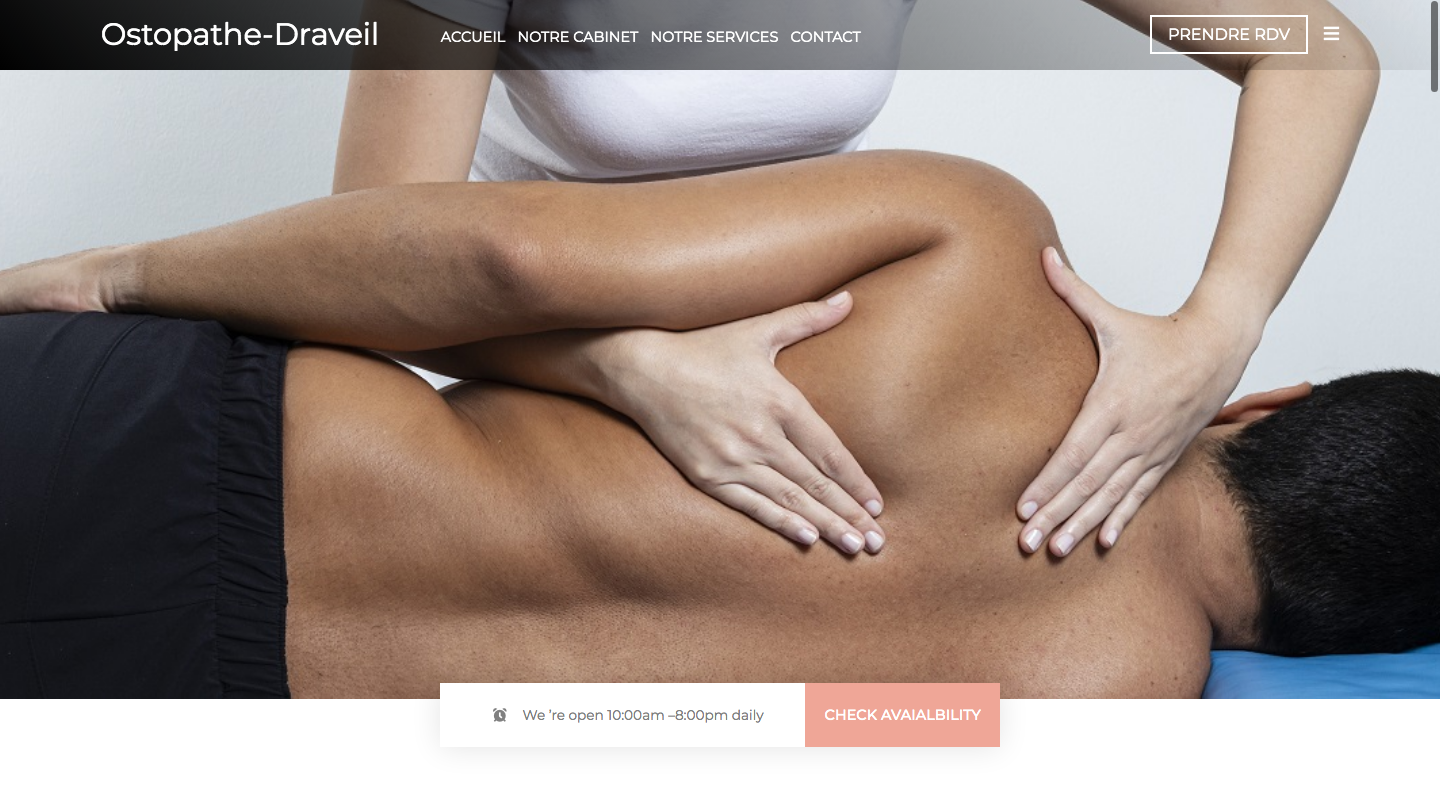 Ostopathe-Draveil
ACCUEIL NOTRE CABINET NOTRE SERVICES CONTACT
PRENDRE RDV
We ’re open 10:00am –8:00pm daily
CHECK AVAIALBILITY